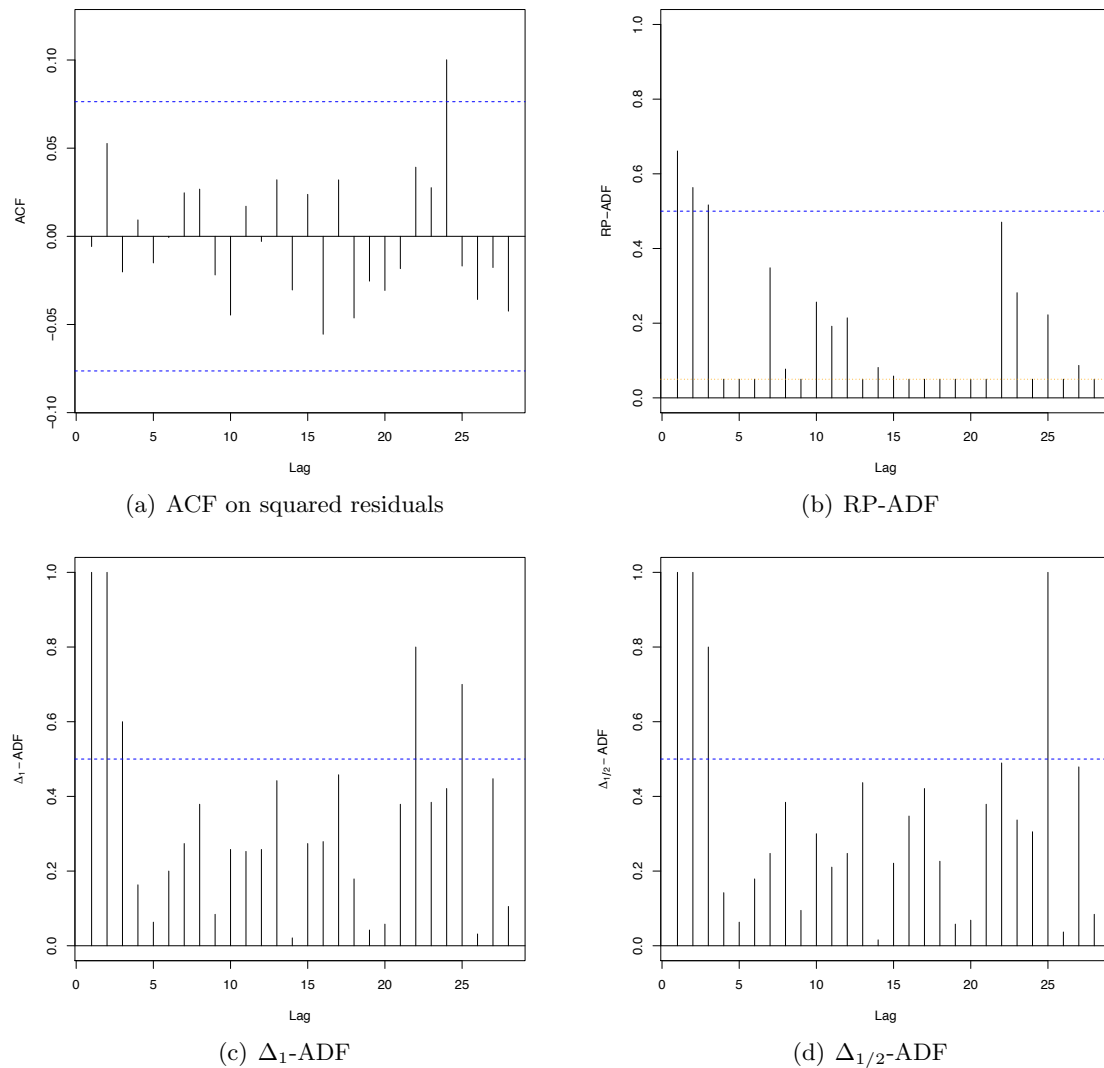 0.10
0.05
0.00
−0.05
−0.10
ACF
0 5 10 15 20 25
Lag
(a) ACF on squared residuals
1.0
0.8
0.6
0.4
0.2
0.0
RP−ADF
0 5 10 15 20 25
Lag
(b) RP-ADF
1.0
0.8
0.6
0.4
0.2
0.0
Δ₁−ADF
0 5 10 15 20 25
Lag
(c) Δ₁-ADF
1.0
0.8
0.6
0.4
0.2
0.0
Δ₁/₂−ADF
0 5 10 15 20 25
Lag
(d) Δ₁/₂-ADF